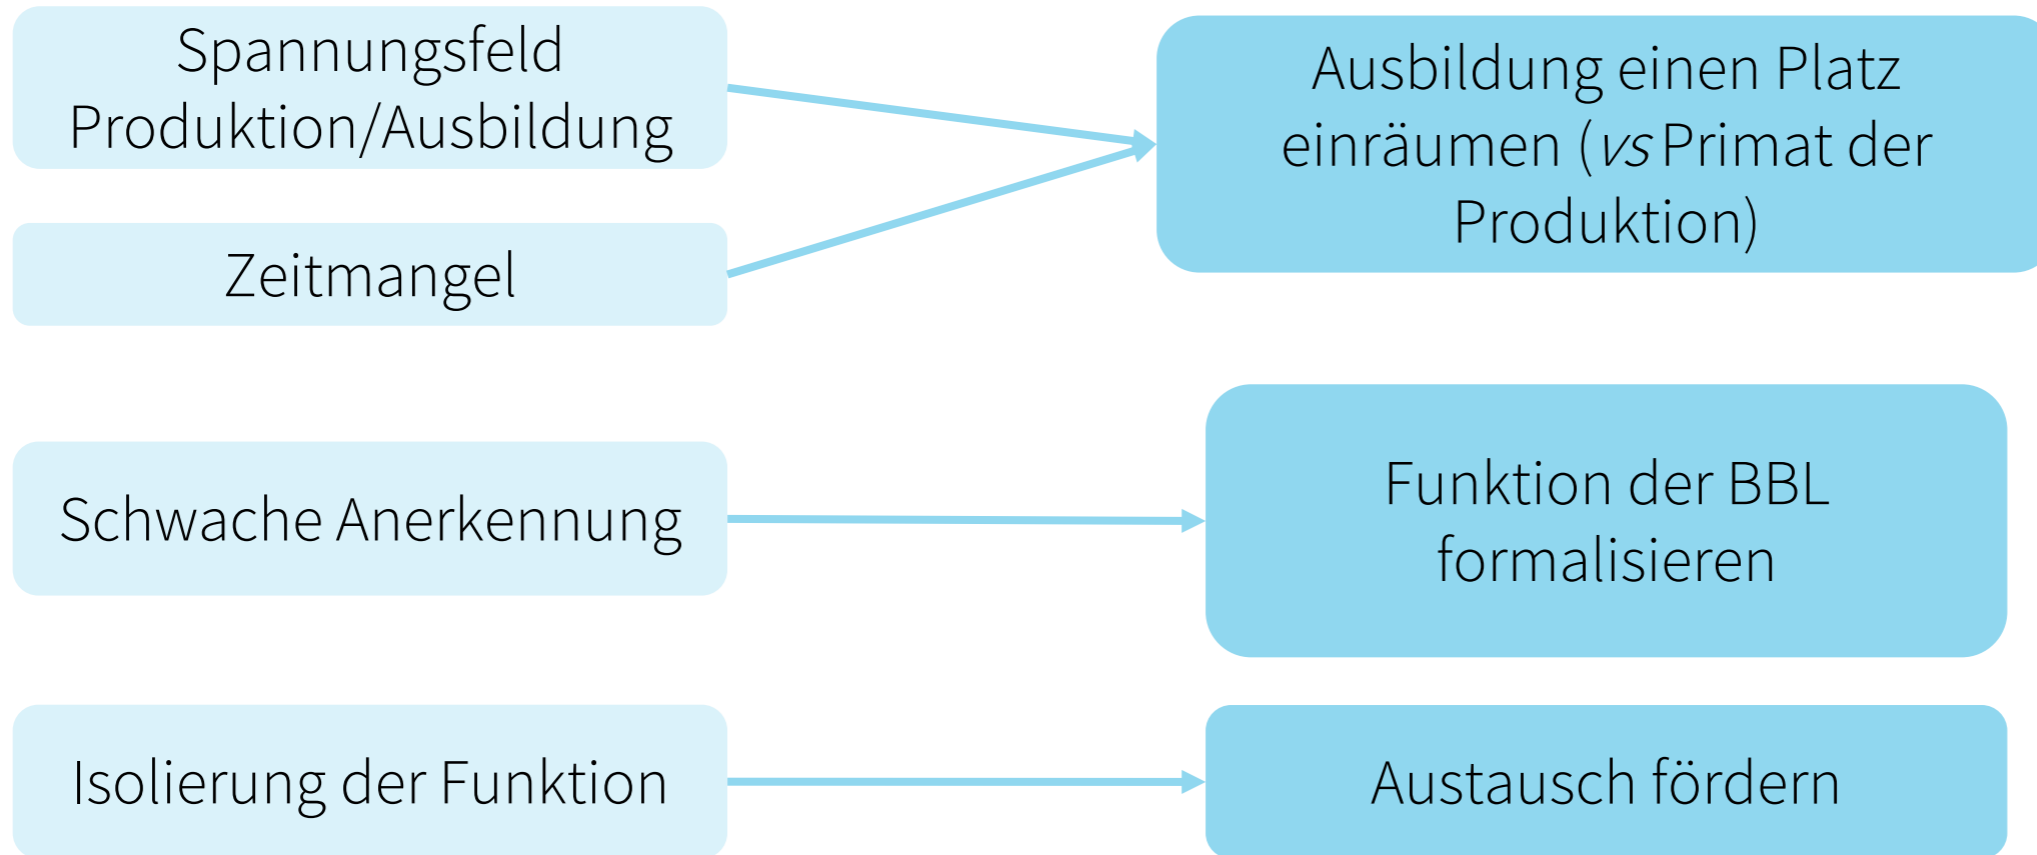 Spannungsfeld
Produktion/Ausbildung
Zeitmangel
Ausbildung einen Platz
einräumen (vs Primat der
Produktion)
Schwache Anerkennung
Funktion der BBL
formalisieren
Isolierung der Funktion
Austausch fördern